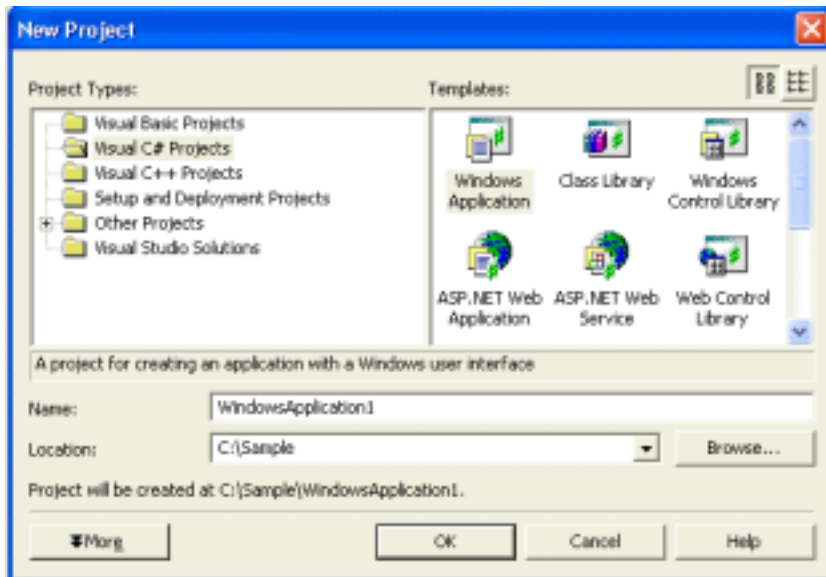 New Project
Project Types:
Templates:
Visual Basic Projects
Visual C# Projects
Visual C++ Projects
Setup and Deployment Projects
Other Projects
Visual Studio Solutions
Windows
Application
Class Library
Windows
Control Library
ASP.NET Web
Application
ASP.NET Web
Service
Web Control
Library
A project for creating an application with a Windows user interface
Name:
WindowsApplication1
Location:
C:\Sample
Browse...
Project will be created at C:\Sample\WindowsApplication1.
More
OK
Cancel
Help